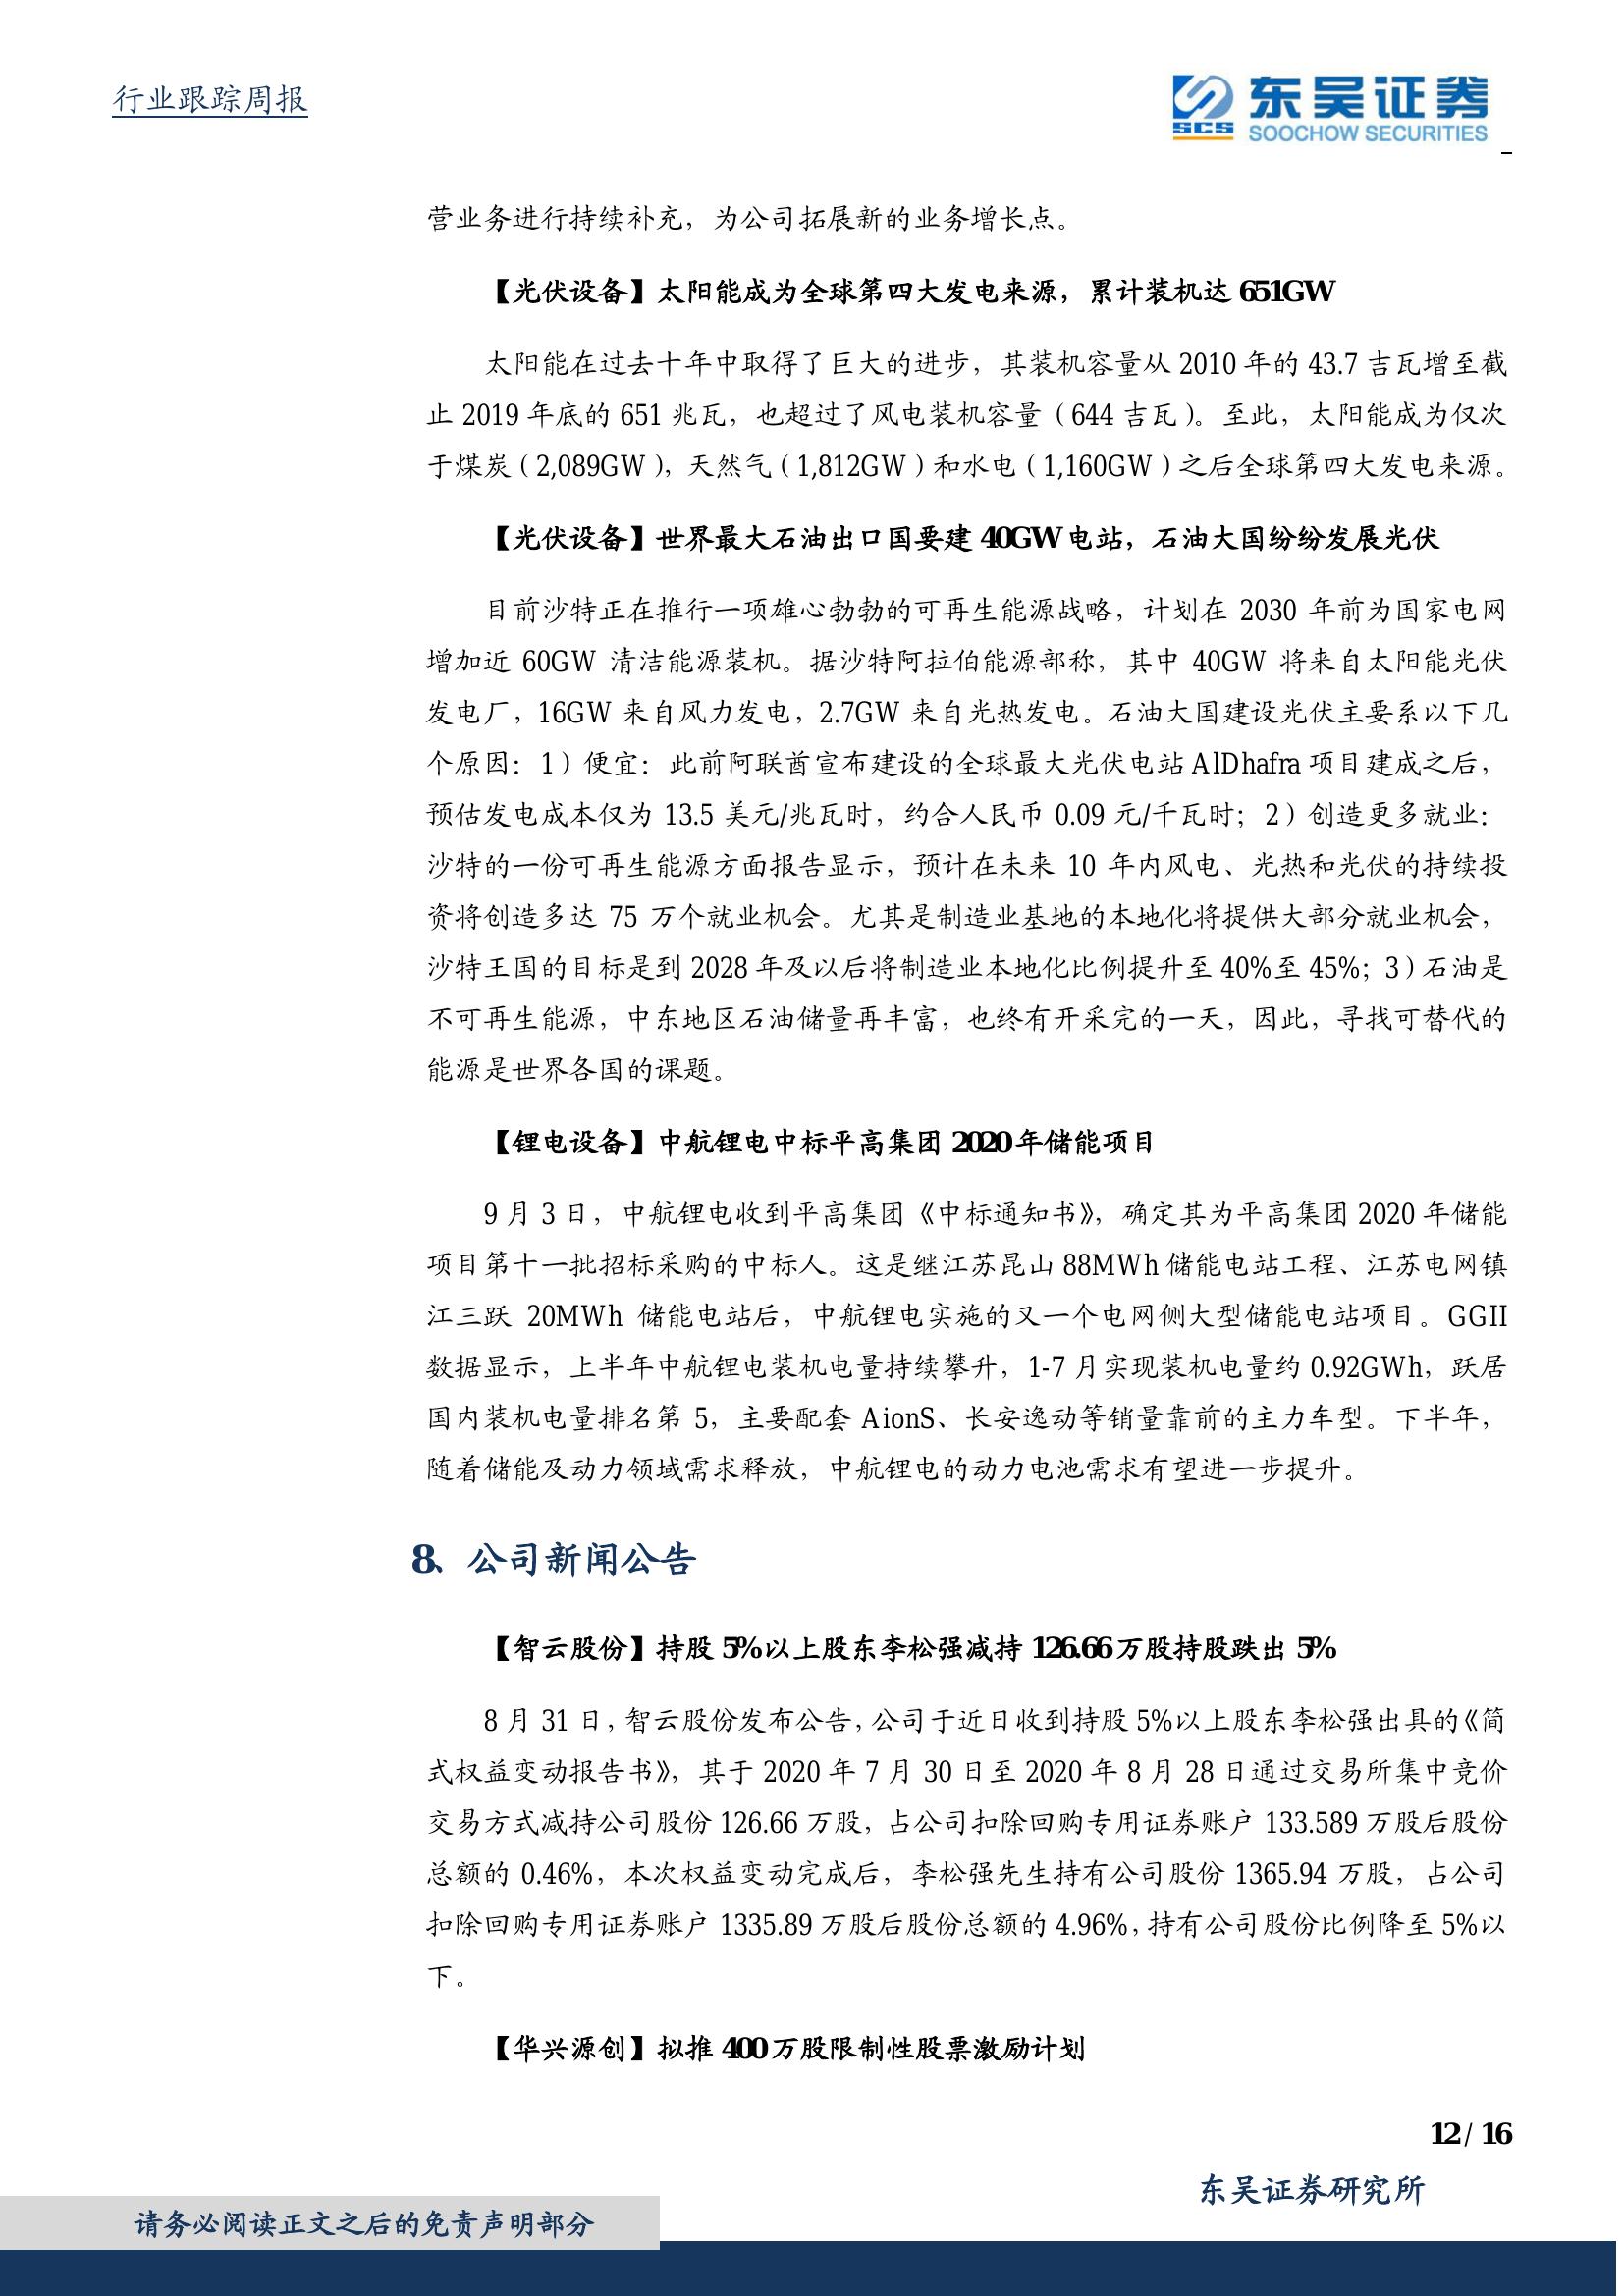 行业跟踪周报
东吴证券
SCS
SOOCHOW SECURITIES
营业务进行持续补充，为公司拓展新的业务增长点。
【光伏设备】太阳能成为全球第四大发电来源，累计装机达 651GW
太阳能在过去十年中取得了巨大的进步，其装机容量从 2010 年的 43.7 吉瓦增至截
止 2019 年底的 651 兆瓦，也超过了风电装机容量（644 吉瓦）。至此，太阳能成为仅次
于煤炭（2,089GW），天然气（1,812GW）和水电（1,160GW）之后全球第四大发电来源。
【光伏设备】世界最大石油出口国要建 40GW 电站，石油大国纷纷发展光伏
目前沙特正在推行一项雄心勃勃的可再生能源战略，计划在 2030 年前为国家电网
增加近 60GW 清洁能源装机。据沙特阿拉伯能源部称，其中 40GW 将来自太阳能光伏
发电厂，16GW 来自风力发电，2.7GW 来自光热发电。石油大国建设光伏主要系以下几
个原因：1）便宜：此前阿联酋宣布建设的全球最大光伏电站 AlDhafra 项目建成之后，
预估发电成本仅为 13.5 美元/兆瓦时，约合人民币 0.09 元/千瓦时；2）创造更多就业：
沙特的一份可再生能源方面报告显示，预计在未来 10 年内风电、光热和光伏的持续投
资将创造多达 75 万个就业机会。尤其是制造业基地的本地化将提供大部分就业机会，
沙特王国的目标是到 2028 年及以后将制造业本地化比例提升至 40%至 45%；3）石油是
不可再生能源，中东地区石油储量再丰富，也终有开采完的一天，因此，寻找可替代的
能源是世界各国的课题。
【锂电设备】中航锂电中标平高集团 2020 年储能项目
9 月 3 日，中航锂电收到平高集团《中标通知书》，确定其为平高集团 2020 年储能
项目第十一批招标采购的中标人。这是继江苏昆山 88MWh 储能电站工程、江苏电网镇
江三跃 20MWh 储能电站后，中航锂电实施的又一个电网侧大型储能电站项目。GGII
数据显示，上半年中航锂电装机电量持续攀升，1-7 月实现装机电量约 0.92GWh，跃居
国内装机电量排名第 5，主要配套 AionS、长安逸动等销量靠前的主力车型。下半年，
随着储能及动力领域需求释放，中航锂电的动力电池需求有望进一步提升。
8、公司新闻公告
【智云股份】持股 5%以上股东李松强减持 126.66 万股持股跌出 5%
8 月 31 日，智云股份发布公告，公司于近日收到持股 5%以上股东李松强出具的《简
式权益变动报告书》，其于 2020 年 7 月 30 日至 2020 年 8 月 28 日通过交易所集中竞价
交易方式减持公司股份 126.66 万股，占公司扣除回购专用证券账户 133.589 万股后股份
总额的 0.46%，本次权益变动完成后，李松强先生持有公司股份 1365.94 万股，占公司
扣除回购专用证券账户 1335.89 万股后股份总额的 4.96%，持有公司股份比例降至 5%以
下。
【华兴源创】拟推 400 万股限制性股票激励计划
12 / 16
东吴证券研究所
请务必阅读正文之后的免责声明部分